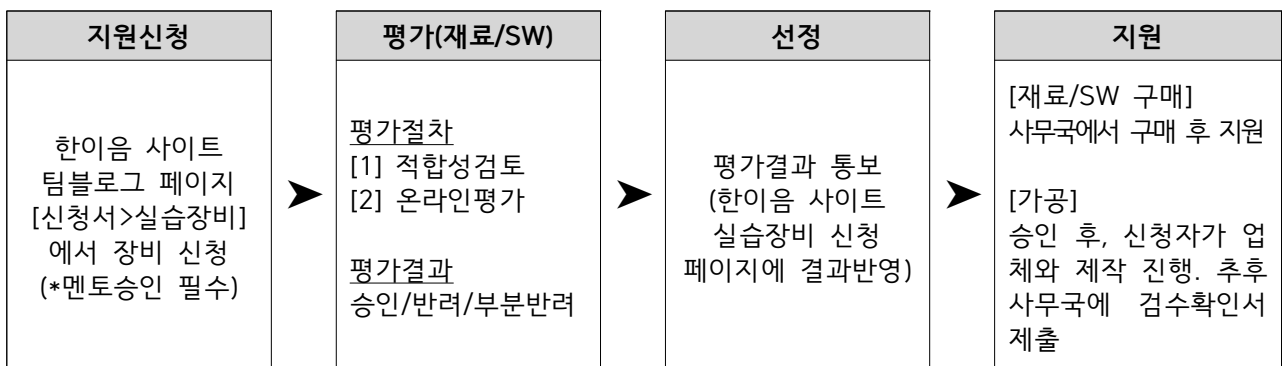 지원신청
한이음 사이트
팀블로그 페이지
[신청서>실습장비]
에서 장비 신청
(*멘토승인 필수)
평가(재료/SW)
평가절차
[1] 적합성검토
[2] 온라인평가
평가결과
승인/반려/부분반려
선정
평가결과 통보
(한이음 사이트
실습장비 신청
페이지에 결과반영)
지원
[재료/SW 구매]
사무국에서 구매 후 지원
[가공]
승인 후, 신청자가 업
체와 제작 진행. 추후
사무국에 검수확인서
제출